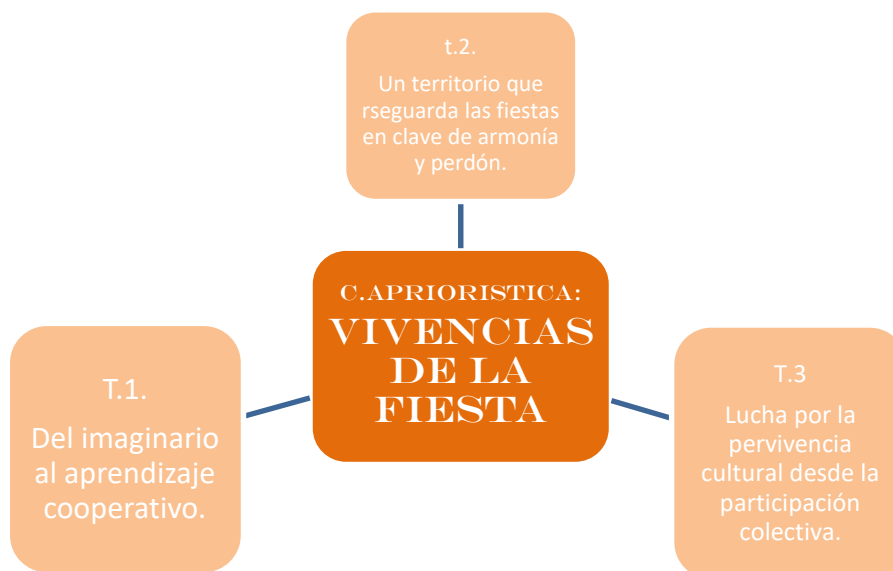 t.2.
Un territorio que
rseguarda las fiestas
en clave de armonía
y perdón.
C.APRIORISTICA:
VIVENCIAS
DE LA
FIESTA
T.1.
Del imaginario
al aprendizaje
cooperativo.
T.3
Lucha por la
pervivencia
cultural desde la
participación
colectiva.